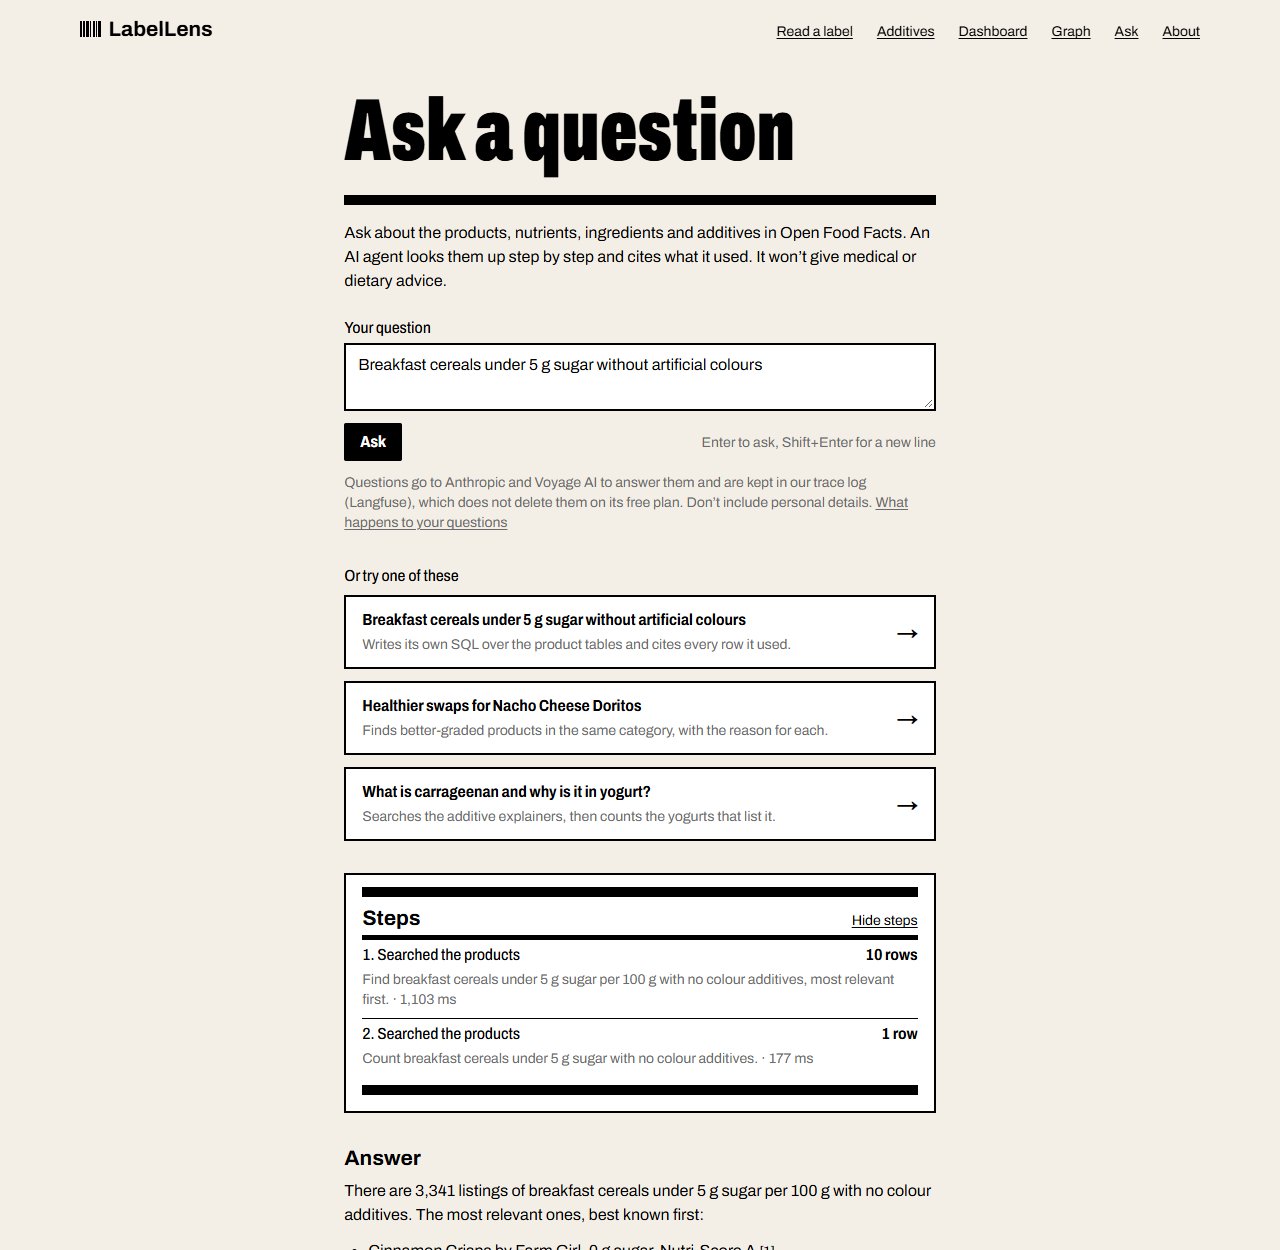 LabelLens
Read a label Additives Dashboard Graph Ask About
Ask a question
Ask about the products, nutrients, ingredients and additives in Open Food Facts. An
AI agent looks them up step by step and cites what it used. It won’t give medical or
dietary advice.
Your question
Breakfast cereals under 5 g sugar without artificial colours
Ask
Enter to ask, Shift+Enter for a new line
Questions go to Anthropic and Voyage AI to answer them and are kept in our trace log
(Langfuse), which does not delete them on its free plan. Don’t include personal details. What
happens to your questions
Or try one of these
Breakfast cereals under 5 g sugar without artificial colours
Writes its own SQL over the product tables and cites every row it used.
→
Healthier swaps for Nacho Cheese Doritos
Finds better-graded products in the same category, with the reason for each.
→
What is carrageenan and why is it in yogurt?
Searches the additive explainers, then counts the yogurts that list it.
→
Steps
Hide steps
1. Searched the products 10 rows
Find breakfast cereals under 5 g sugar per 100 g with no colour additives, most relevant
first. · 1,103 ms
2. Searched the products 1 row
Count breakfast cereals under 5 g sugar with no colour additives. · 177 ms
Answer
There are 3,341 listings of breakfast cereals under 5 g sugar per 100 g with no colour
additives. The most relevant ones, best known first:
• Cinnamon Crisps by Farm Girl, 0 g sugar, Nutri-Score A [1]